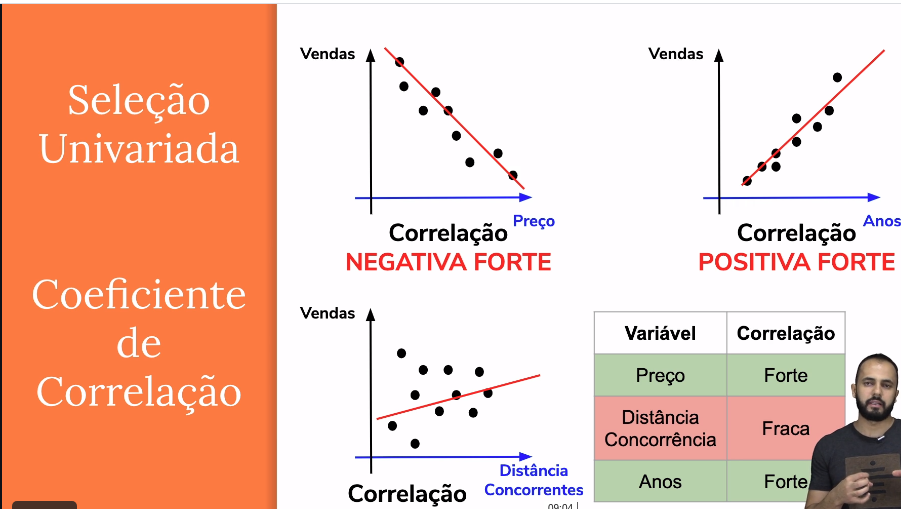 Seleção
Univariada
Coeficiente
de
Correlação
Vendas
Preço
Correlação
NEGATIVA FORTE
Vendas
Anos
Correlação
POSITIVA FORTE
Vendas
Distância
Concorrentes
Correlação
09:04
Variável Correlação
Preço Forte
Distância
Concorrência Fraca
Anos Forte